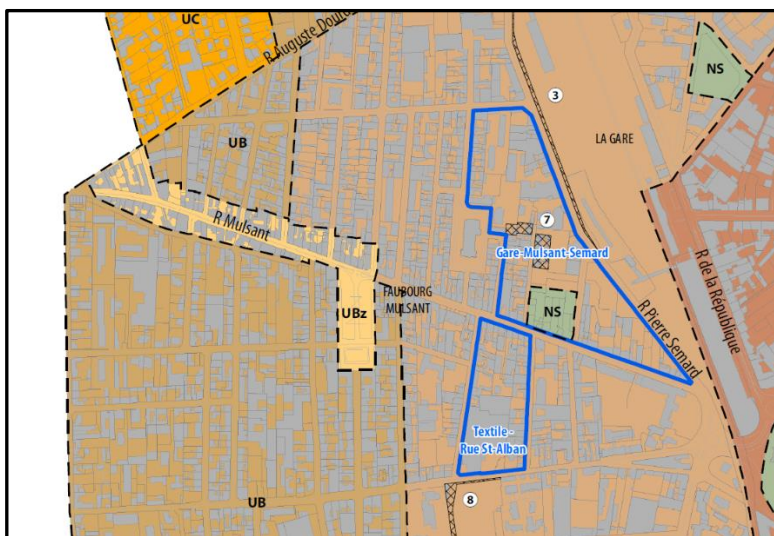 UC
R Auguste Dourou
NS
3
LA GARE
UB
R Mulsant
7
Gare-Mulsant-Semard
R de la République
FAUBOURG
MULSANT
UBz
NS
R Pierre Semard
Textile -
Rue St-Alban
UB
8